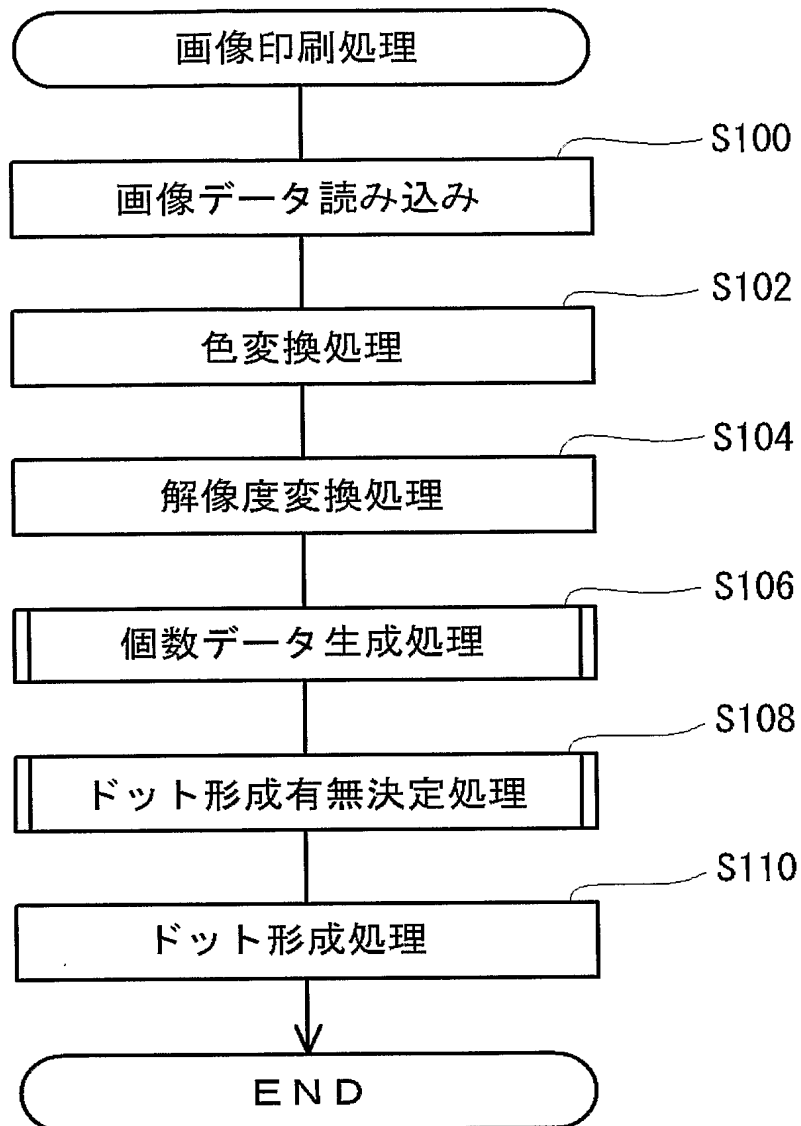 画像印刷処理
S100
画像データ読み込み
S102
色変換処理
S104
解像度変換処理
S106
個数データ生成処理
S108
ドット形成有無決定処理
S110
ドット形成処理
END